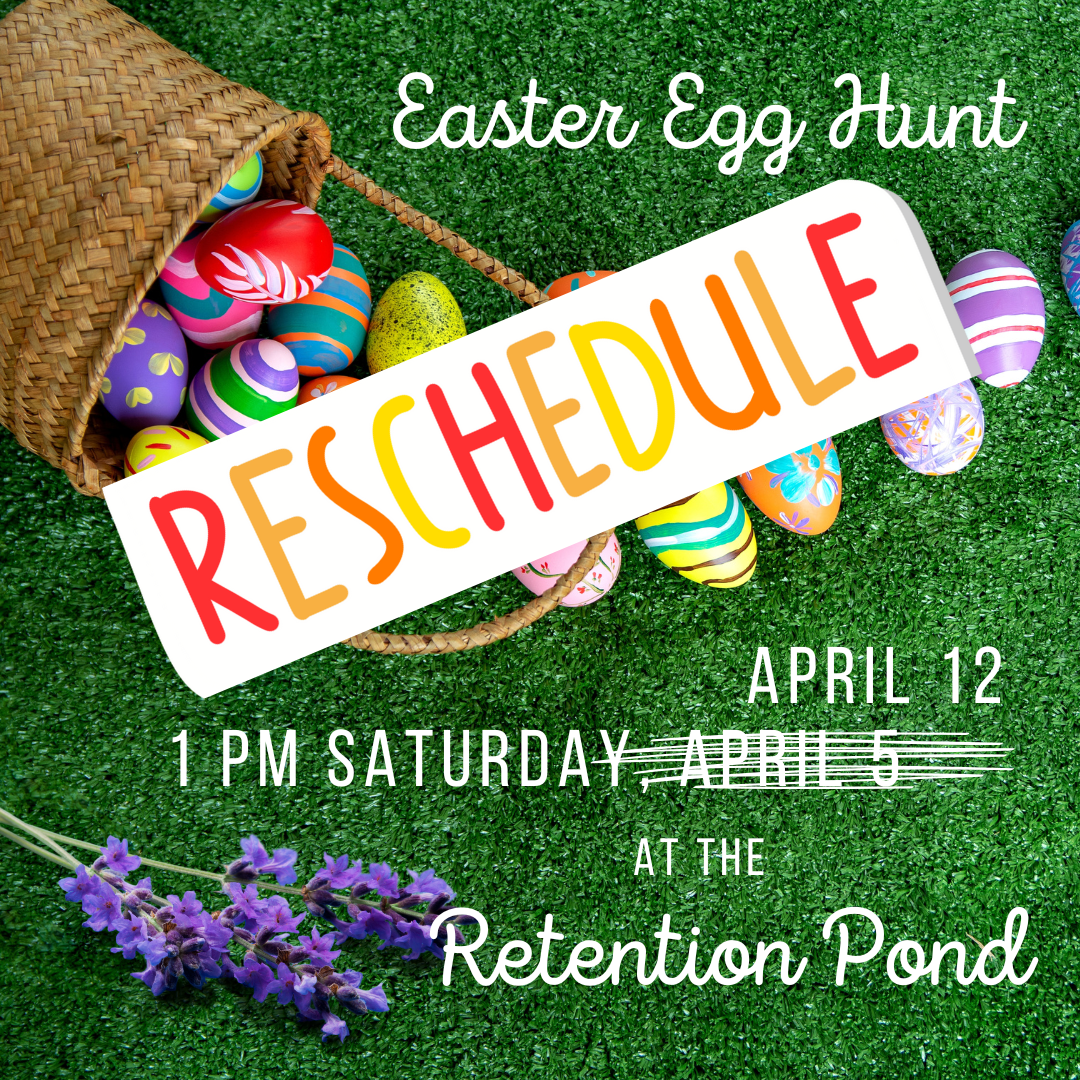 Easter Egg Hunt
RESCHEDULE
APRIL 12
1 PM SATURDAY, APRIL 5
AT THE
Retention Pond